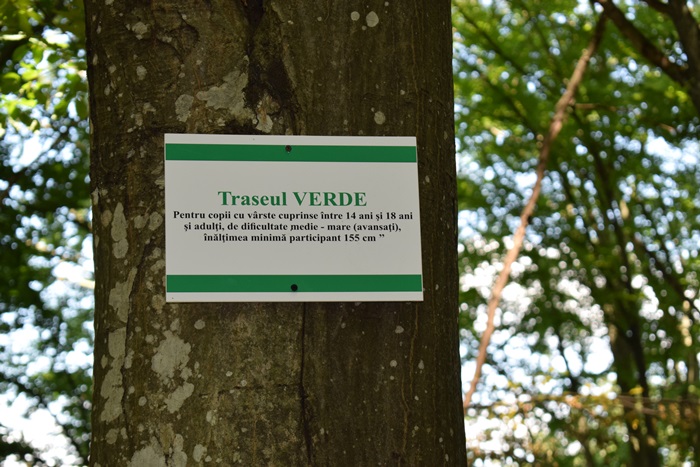 Traseul VERDE
Pentru copii cu vârste cuprinse între 14 ani și 18 ani
și adulți, de dificultate medie - mare (avansați),
înălțimea minimă participant 155 cm ”